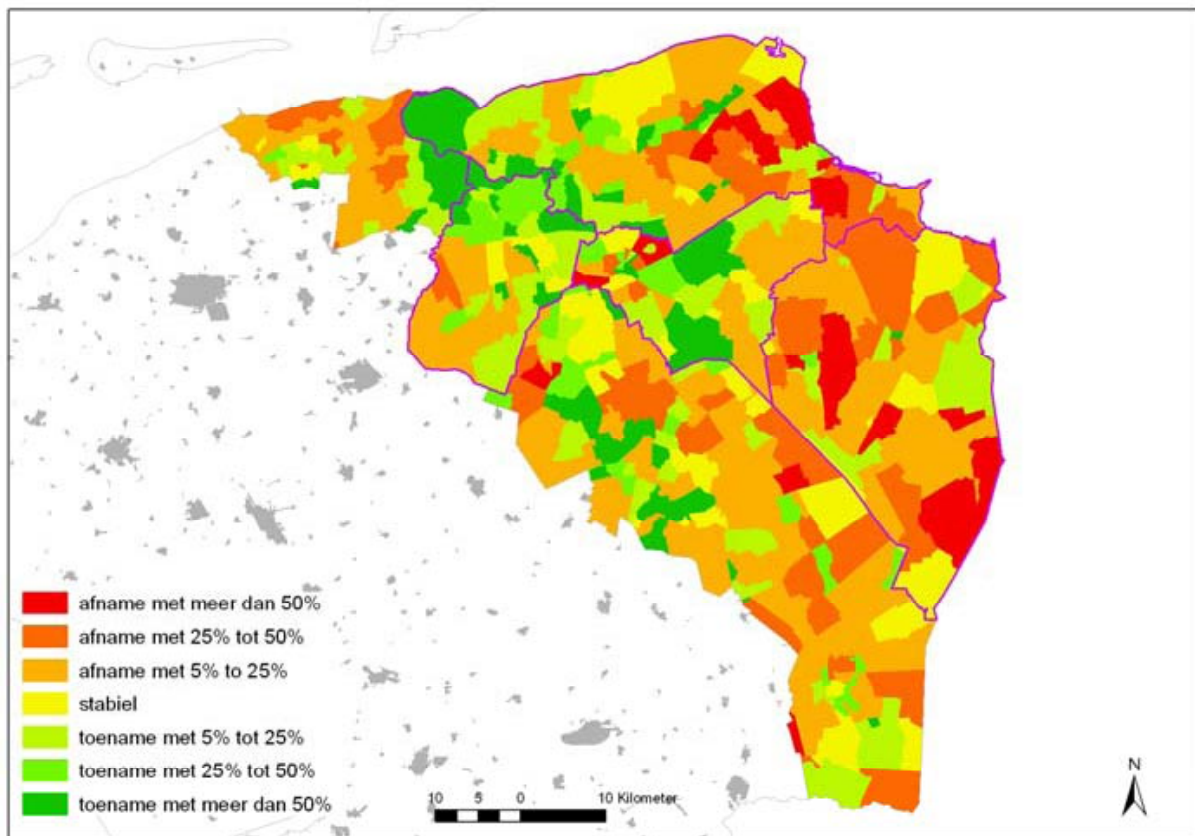 afname met meer dan 50%
afname met 25% tot 50%
afname met 5% to 25%
stabiel
toename met 5% tot 25%
toename met 25% tot 50%
toename met meer dan 50%
10 5 0 10 Kilometer
N